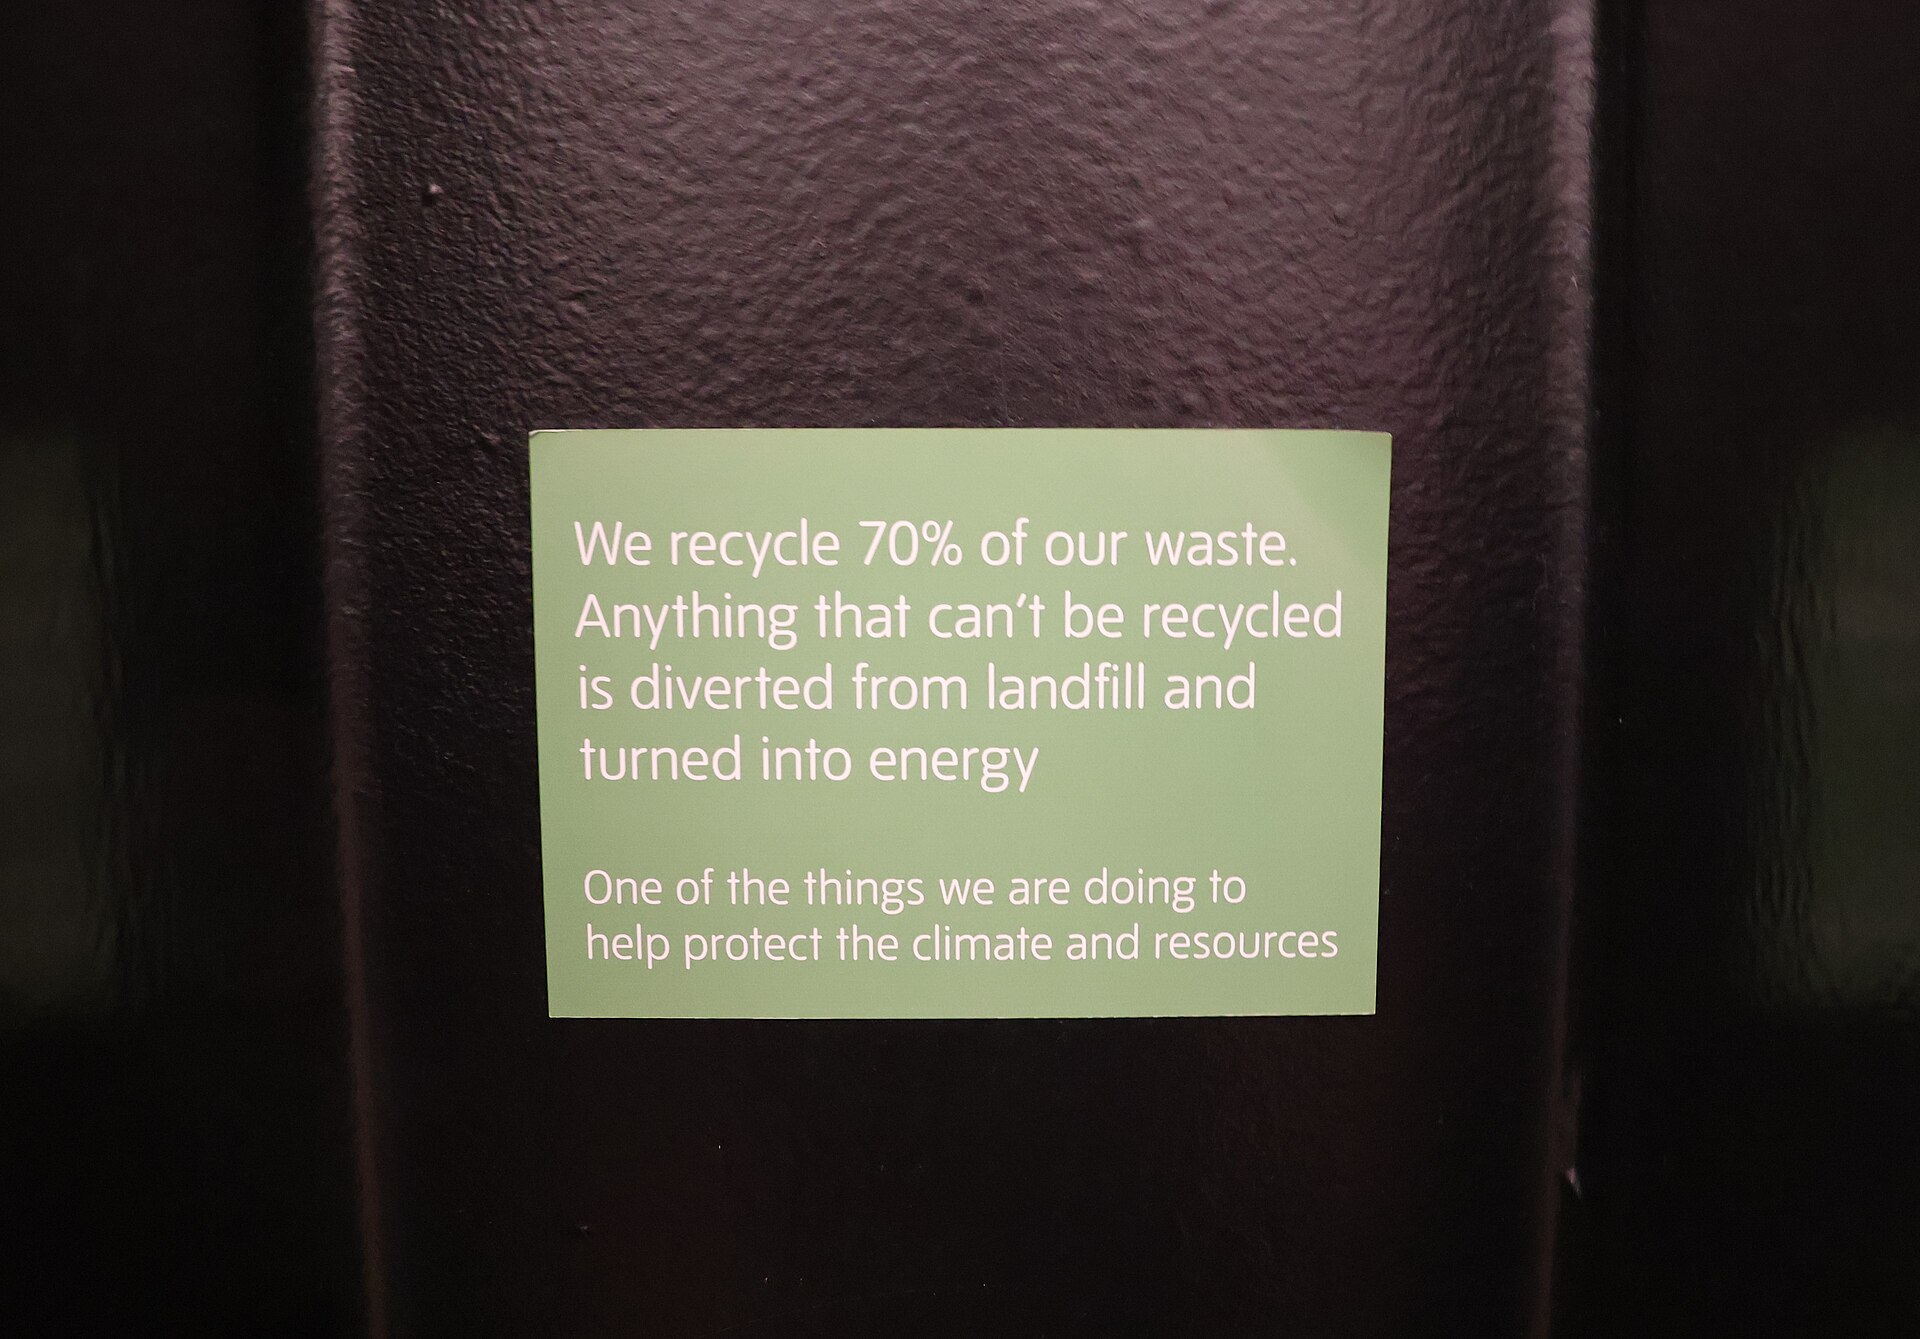 We recycle 70% of our waste.
Anything that can't be recycled
is diverted from landfill and
turned into energy
One of the things we are doing to
help protect the climate and resources